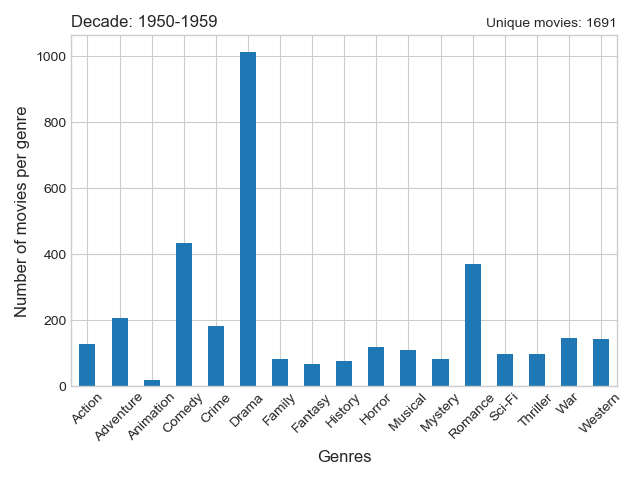 Decade: 1950-1959
Unique movies: 1691
Number of movies per genre
1000
800
600
400
200
0
Action
Adventure
Animation
Comedy
Crime
Drama
Family
Fantasy
History
Horror
Musical
Mystery
Romance
Sci-Fi
Thriller
War
Western
Genres